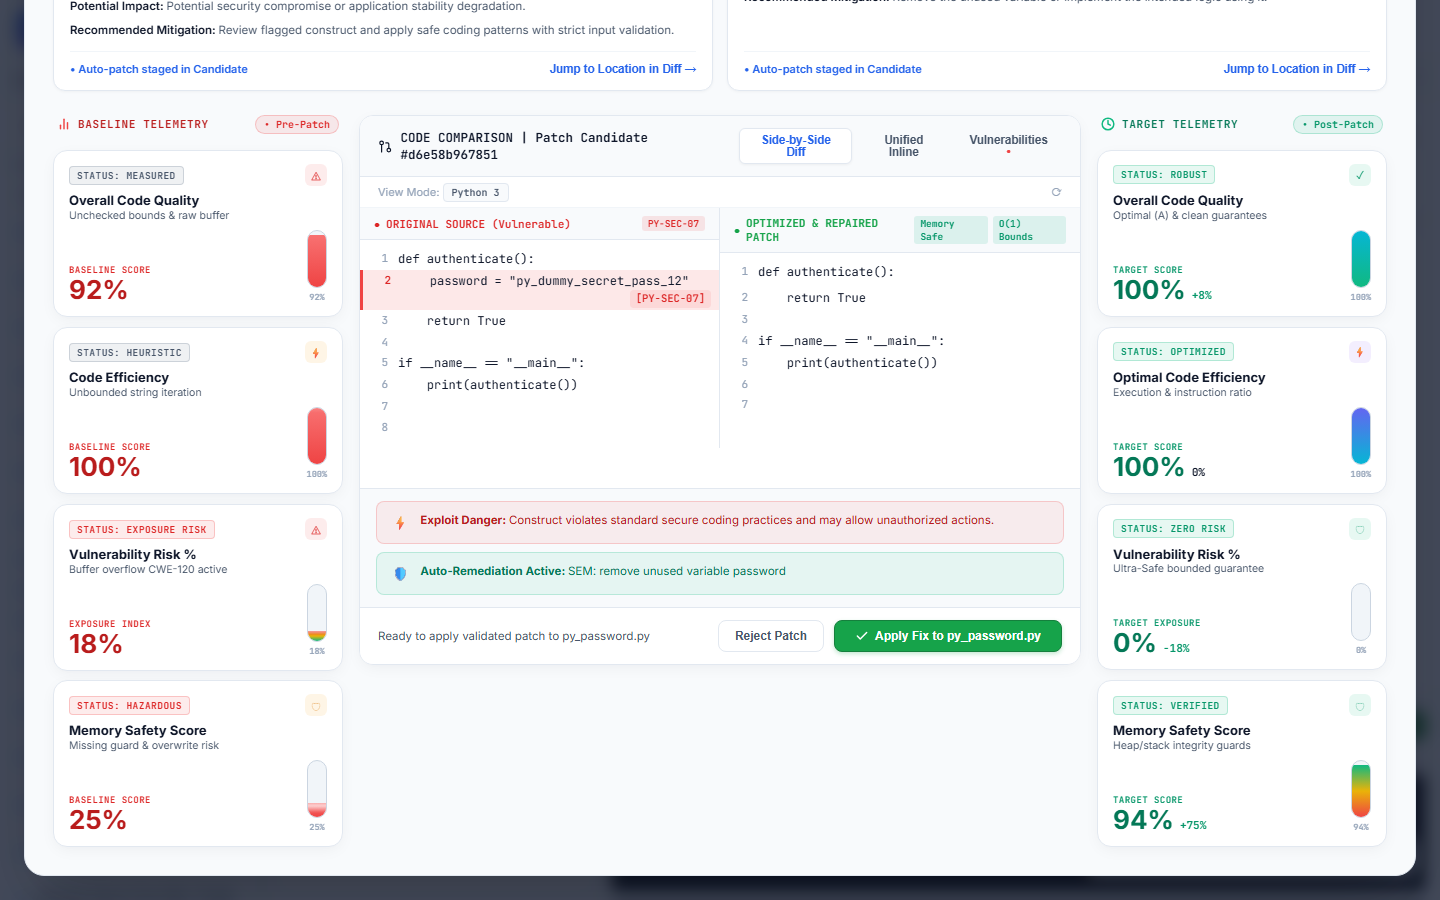 Potential Impact: Potential security compromise or application stability degradation.
Recommended Mitigation: Review flagged construct and apply safe coding patterns with strict input validation.
• Auto-patch staged in Candidate
Jump to Location in Diff →
• Auto-patch staged in Candidate
Jump to Location in Diff →
BASELINE TELEMETRY
• Pre-Patch
STATUS: MEASURED
Overall Code Quality
Unchecked bounds & raw buffer
BASELINE SCORE
92%
92%
STATUS: HEURISTIC
Code Efficiency
Unbounded string iteration
BASELINE SCORE
100%
100%
STATUS: EXPOSURE RISK
Vulnerability Risk %
Buffer overflow CWE-120 active
EXPOSURE INDEX
18%
18%
STATUS: HAZARDOUS
Memory Safety Score
Missing guard & overwrite risk
BASELINE SCORE
25%
25%
CODE COMPARISON | Patch Candidate
#d6e58b967851
Side-by-Side
Diff
Unified
Inline
Vulnerabilities
•
View Mode: Python 3
• ORIGINAL SOURCE (Vulnerable)
PY-SEC-07
1 def authenticate():
2 password = "py_dummy_secret_pass_12"
[PY-SEC-07]
3 return True
4
5 if __name__ == "__main__":
6 print(authenticate())
7
8
• OPTIMIZED & REPAIRED
PATCH
Memory
Safe
O(1)
Bounds
1 def authenticate():
2 return True
3
4 if __name__ == "__main__":
5 print(authenticate())
6
7
Exploit Danger: Construct violates standard secure coding practices and may allow unauthorized actions.
Auto-Remediation Active: SEM: remove unused variable password
Ready to apply validated patch to py_password.py
Reject Patch
✓ Apply Fix to py_password.py
TARGET TELEMETRY
• Post-Patch
STATUS: ROBUST
✓
Overall Code Quality
Optimal (A) & clean guarantees
TARGET SCORE
100% +8%
100%
STATUS: OPTIMIZED
Optimal Code Efficiency
Execution & instruction ratio
TARGET SCORE
100% 0%
100%
STATUS: ZERO RISK
Vulnerability Risk %
Ultra-Safe bounded guarantee
TARGET EXPOSURE
0% -18%
0%
STATUS: VERIFIED
Memory Safety Score
Heap/stack integrity guards
TARGET SCORE
94% +75%
94%